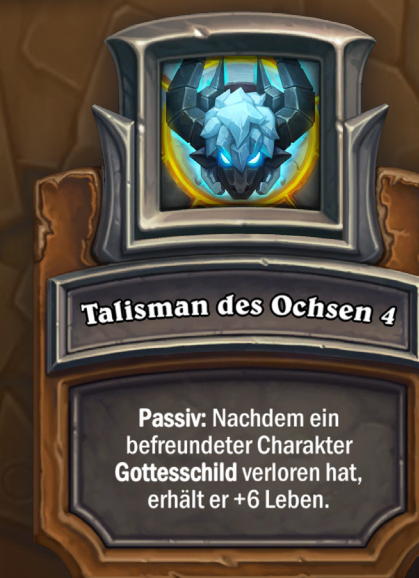 Talisman des Ochsen 4
Passiv: Nachdem ein
befreundeter Charakter
Gottesschild verloren hat,
erhält er +6 Leben.